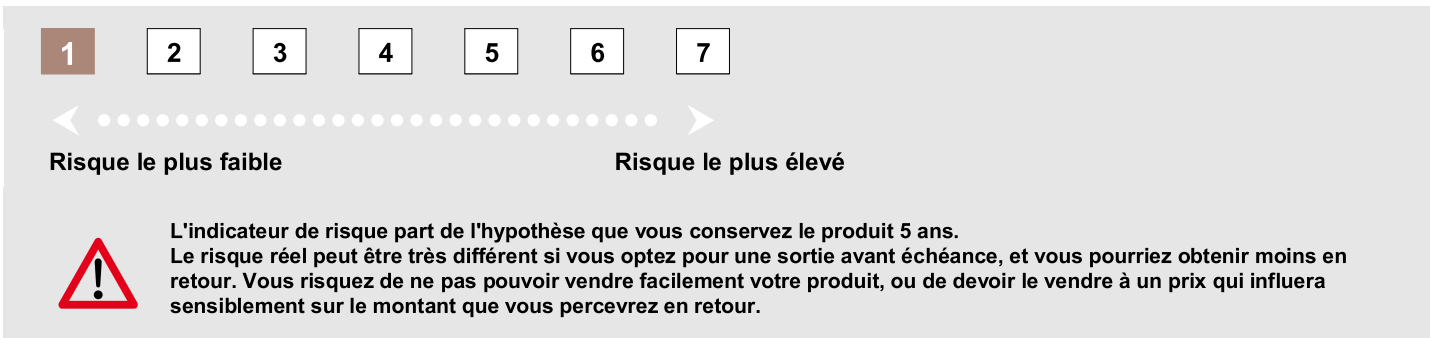 1 2 3 4 5 6 7
Risque le plus faible Risque le plus élevé
L'indicateur de risque part de l'hypothèse que vous conservez le produit 5 ans.
Le risque réel peut être très différent si vous optez pour une sortie avant échéance, et vous pourriez obtenir moins en
retour. Vous risquez de ne pas pouvoir vendre facilement votre produit, ou de devoir le vendre à un prix qui influera
sensiblement sur le montant que vous percevrez en retour.